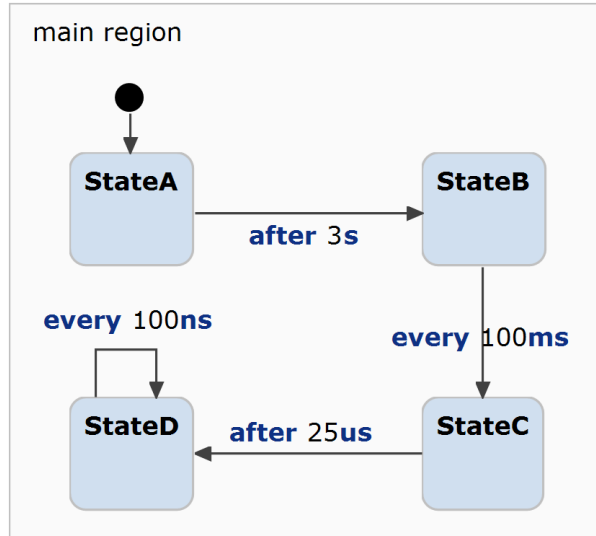 main region
StateA
StateB
after 3s
every 100ns
every 100ms
StateD
StateC
after 25us